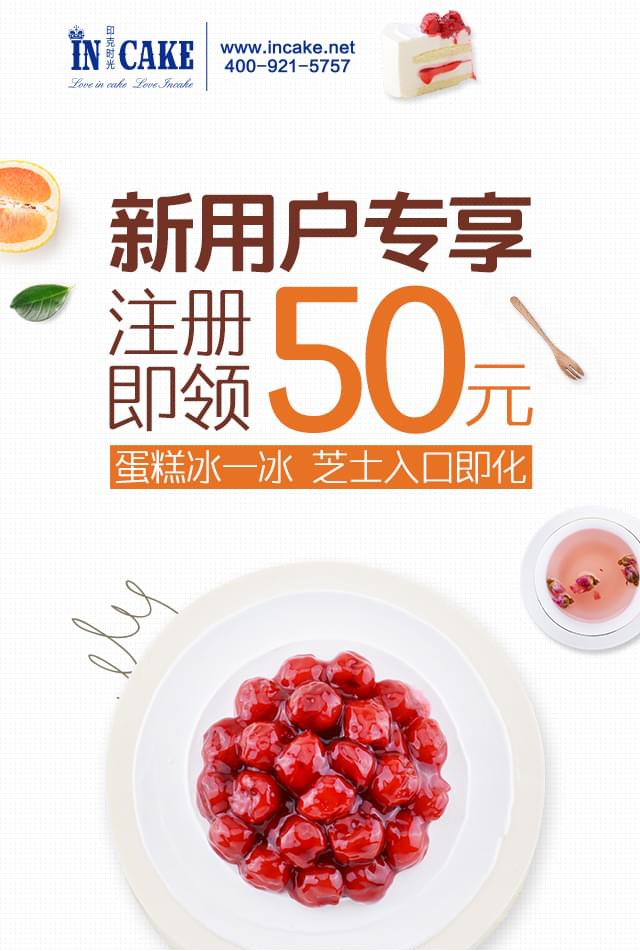 IN CAKE
印克时光
Love in cake Love Incake
www.incake.net
400-921-5757
新用户专享
注册
即领
50元
蛋糕冰一冰 芝士入口即化